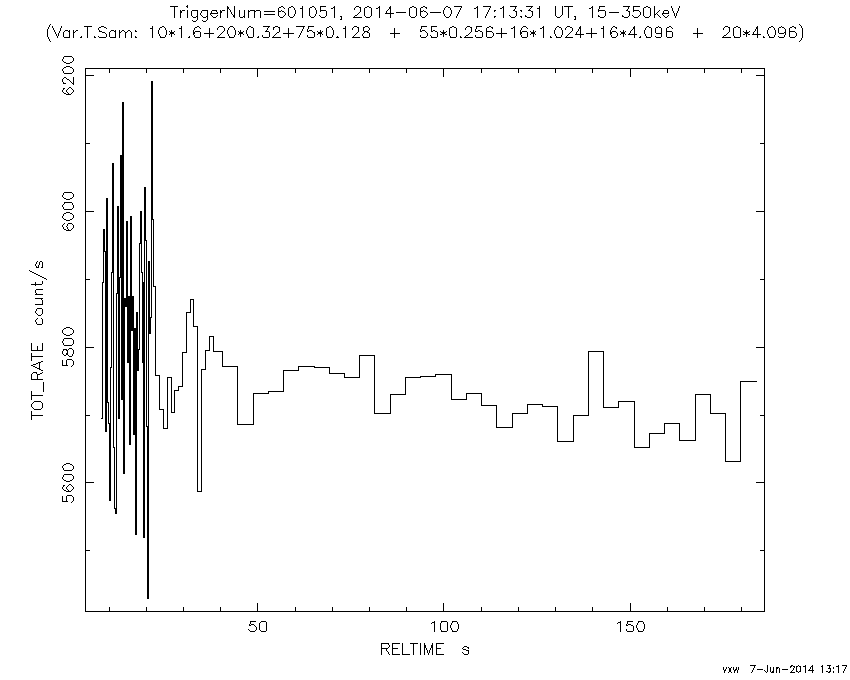 TriggerNum=601051, 2014-06-07 17:13:31 UT, 15-350keV
(Var.T.Sam: 10*1.6+20*0.32+75*0.128 + 55*0.256+16*1.024+16*4.096 + 20*4.096)
6200
6000
5800
5600
TOT_RATE count/s
50 100 150
RELTIME s
vxw 7-Jun-2014 13:17